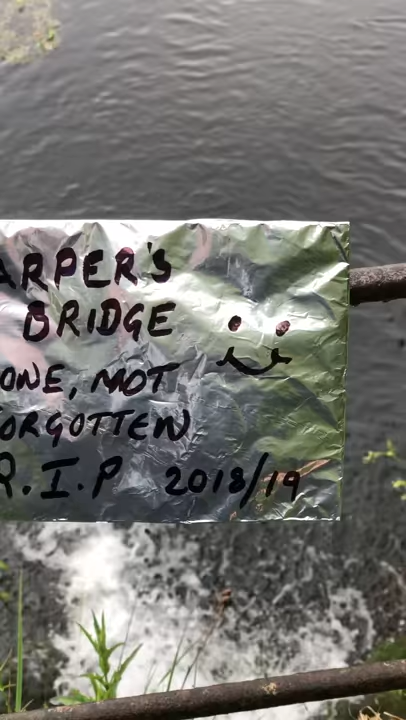 ARPER'S
BRIDGE
ONE, NOT
ORGOTTEN
R.I.P 2018/19